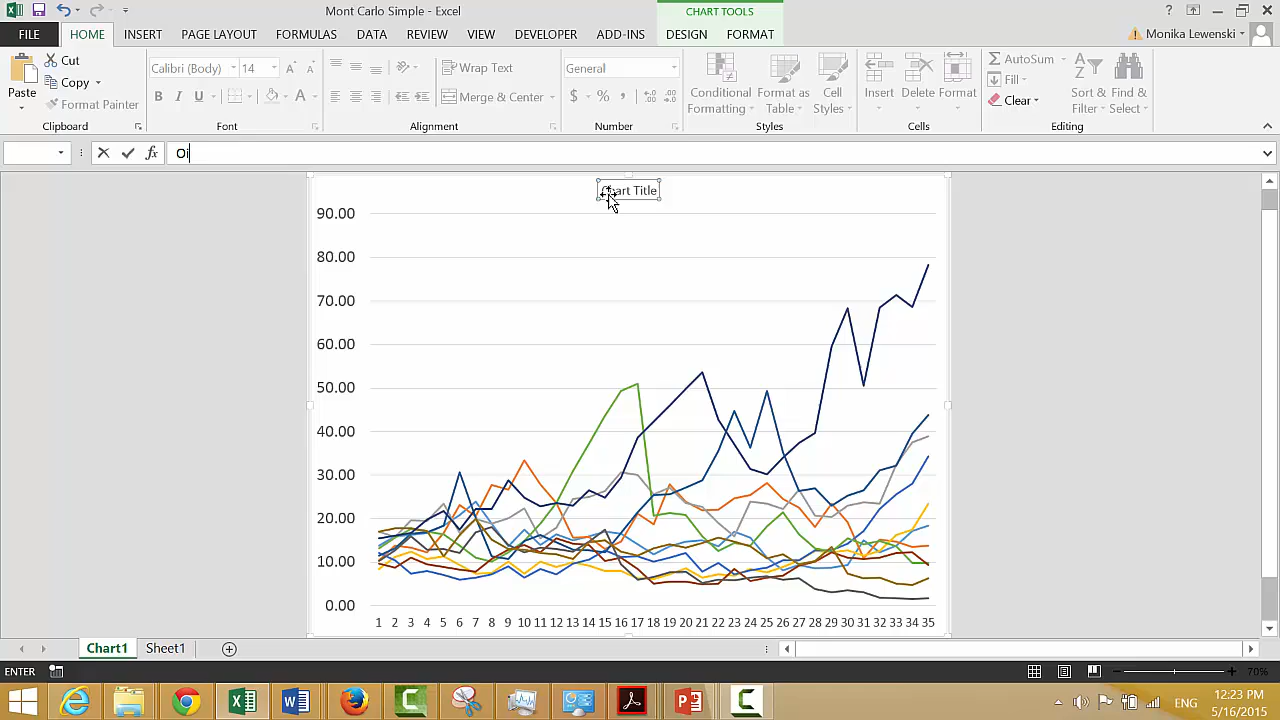 Mont Carlo Simple - Excel
CHART TOOLS
?
FILE HOME INSERT PAGE LAYOUT FORMULAS DATA REVIEW VIEW DEVELOPER ADD-INS DESIGN FORMAT Monika Lewenski
Paste Cut Copy Format Painter
Clipboard
Calibri (Body) 14 A A
B I U A
Font
Wrap Text
Merge & Center
Alignment
General
$ % ,
Number
Conditional Formatting Format as Table Cell Styles
Styles
Insert Delete Format
Cells
AutoSum Fill Clear Sort & Filter Find & Select
Editing
fx Oi
Chart Title
90.00
80.00
70.00
60.00
50.00
40.00
30.00
20.00
10.00
0.00
1 2 3 4 5 6 7 8 9 10 11 12 13 14 15 16 17 18 19 20 21 22 23 24 25 26 27 28 29 30 31 32 33 34 35
Chart1 Sheet1
ENTER 70%
ENG 12:23 PM
5/16/2015